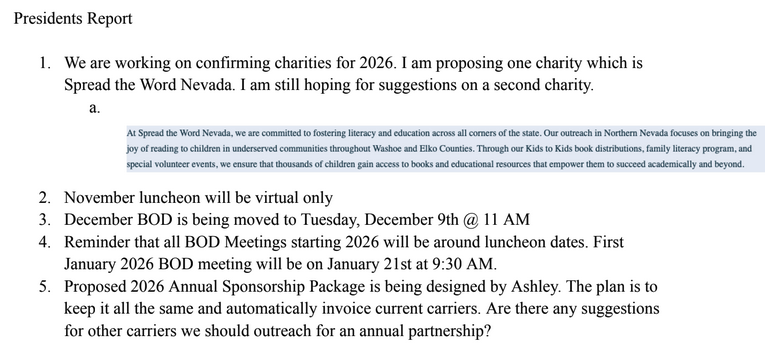 Presidents Report
1. We are working on confirming charities for 2026. I am proposing one charity which is
Spread the Word Nevada. I am still hoping for suggestions on a second charity.
a.
At Spread the Word Nevada, we are committed to fostering literacy and education across all corners of the state. Our outreach in Northern Nevada focuses on bringing the
joy of reading to children in underserved communities throughout Washoe and Elko Counties. Through our Kids to Kids book distributions, family literacy program, and
special volunteer events, we ensure that thousands of children gain access to books and educational resources that empower them to succeed academically and beyond.
2. November luncheon will be virtual only
3. December BOD is being moved to Tuesday, December 9th @ 11 AM
4. Reminder that all BOD Meetings starting 2026 will be around luncheon dates. First
January 2026 BOD meeting will be on January 21st at 9:30 AM.
5. Proposed 2026 Annual Sponsorship Package is being designed by Ashley. The plan is to
keep it all the same and automatically invoice current carriers. Are there any suggestions
for other carriers we should outreach for an annual partnership?